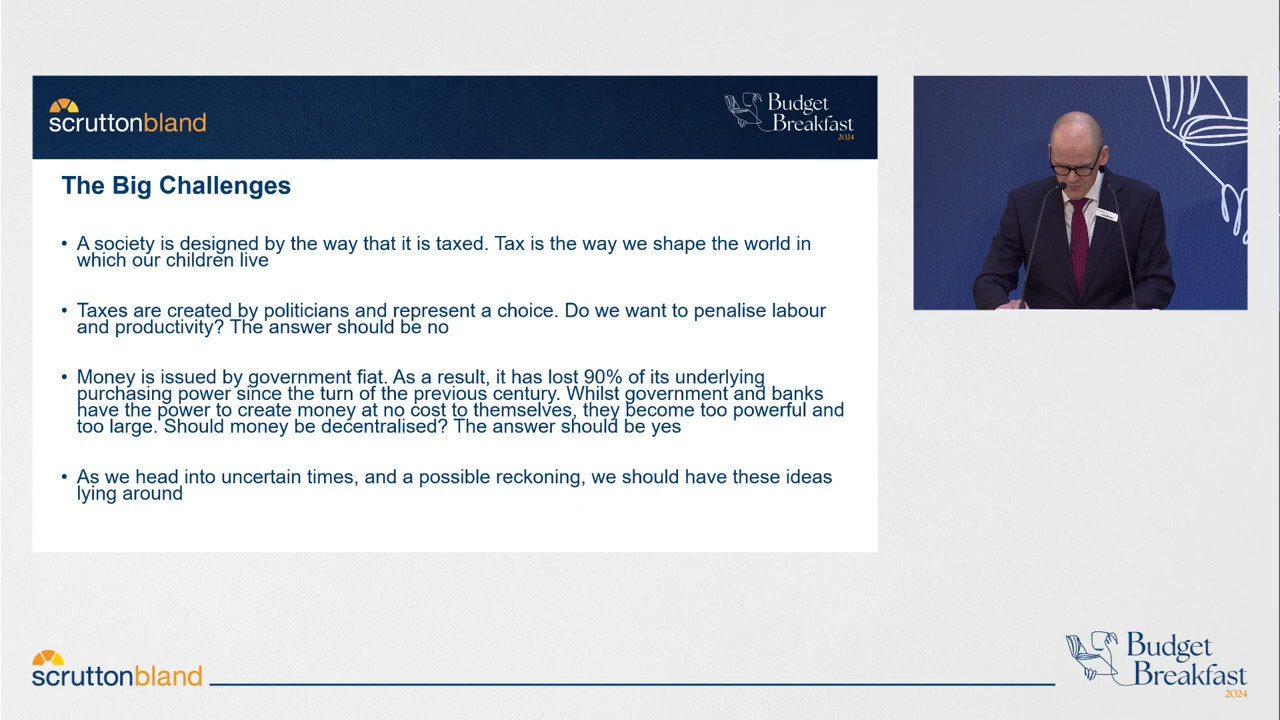 scruttonbland
Budget
Breakfast
2024
The Big Challenges
• A society is designed by the way that it is taxed. Tax is the way we shape the world in
which our children live
• Taxes are created by politicians and represent a choice. Do we want to penalise labour
and productivity? The answer should be no
• Money is issued by government fiat. As a result, it has lost 90% of its underlying
purchasing power since the turn of the previous century. Whilst government and banks
have the power to create money at no cost to themselves, they become too powerful and
too large. Should money be decentralised? The answer should be yes
• As we head into uncertain times, and a possible reckoning, we should have these ideas
lying around
scruttonbland
Budget
Breakfast
2024